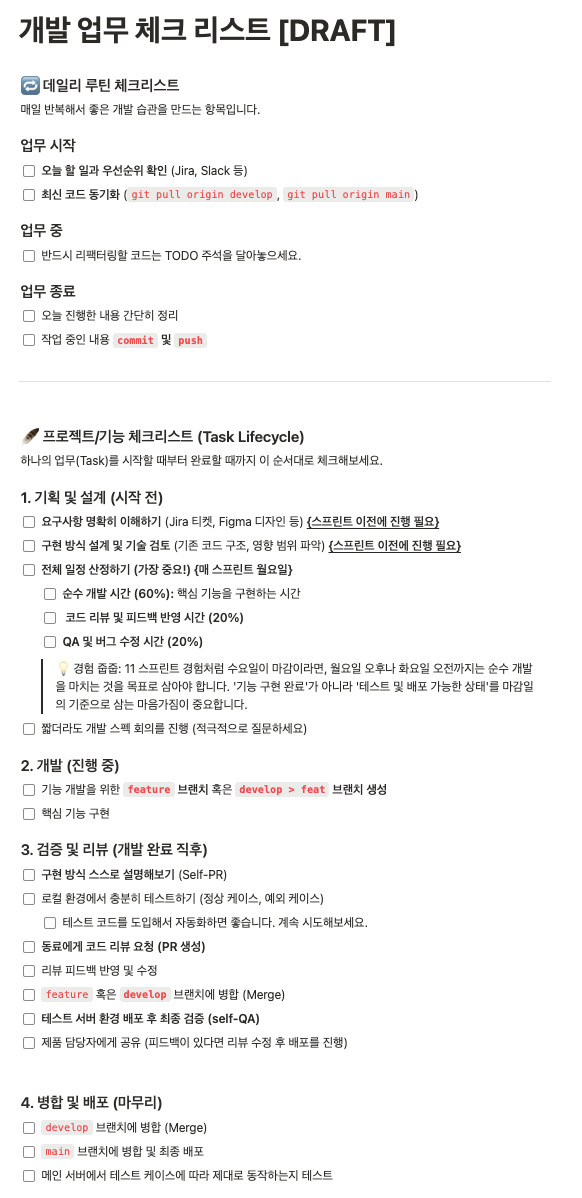 개발 업무 체크 리스트 [DRAFT]
🔁 데일리 루틴 체크리스트
매일 반복해서 좋은 개발 습관을 만드는 항목입니다.
업무 시작
오늘 할 일과 우선순위 확인 (Jira, Slack 등)
최신 코드 동기화 (git pull origin develop, git pull origin main)
업무 중
반드시 리팩터링할 코드는 TODO 주석을 달아놓으세요.
업무 종료
오늘 진행한 내용 간단히 정리
작업 중인 내용 commit 및 push
🪶 프로젝트/기능 체크리스트 (Task Lifecycle)
하나의 업무(Task)를 시작할 때부터 완료할 때까지 이 순서대로 체크해보세요.
1. 기획 및 설계 (시작 전)
요구사항 명확히 이해하기 (Jira 티켓, Figma 디자인 등) {스프린트 이전에 진행 필요}
구현 방식 설계 및 기술 검토 (기존 코드 구조, 영향 범위 파악) {스프린트 이전에 진행 필요}
전체 일정 산정하기 (가장 중요!) {매 스프린트 월요일}
순수 개발 시간 (60%): 핵심 기능을 구현하는 시간
코드 리뷰 및 피드백 반영 시간 (20%)
QA 및 버그 수정 시간 (20%)
💡 경험 줍줍: 11 스프린트 경험처럼 수요일이 마감이라면, 월요일 오후나 화요일 오전까지는 순수 개발
을 마치는 것을 목표로 삼아야 합니다. '기능 구현 완료'가 아니라 '테스트 및 배포 가능한 상태'를 마감일
의 기준으로 삼는 마음가짐이 중요합니다.
짧더라도 개발 스펙 회의를 진행 (적극적으로 질문하세요)
2. 개발 (진행 중)
기능 개발을 위한 feature 브랜치 혹은 develop > feat 브랜치 생성
핵심 기능 구현
3. 검증 및 리뷰 (개발 완료 직후)
구현 방식 스스로 설명해보기 (Self-PR)
로컬 환경에서 충분히 테스트하기 (정상 케이스, 예외 케이스)
테스트 코드를 도입해서 자동화하면 좋습니다. 계속 시도해보세요.
동료에게 코드 리뷰 요청 (PR 생성)
리뷰 피드백 반영 및 수정
feature 혹은 develop 브랜치에 병합 (Merge)
테스트 서버 환경 배포 후 최종 검증 (self-QA)
제품 담당자에게 공유 (피드백이 있다면 리뷰 수정 후 배포를 진행)
4. 병합 및 배포 (마무리)
develop 브랜치에 병합 (Merge)
main 브랜치에 병합 및 최종 배포
메인 서버에서 테스트 케이스에 따라 제대로 동작하는지 테스트